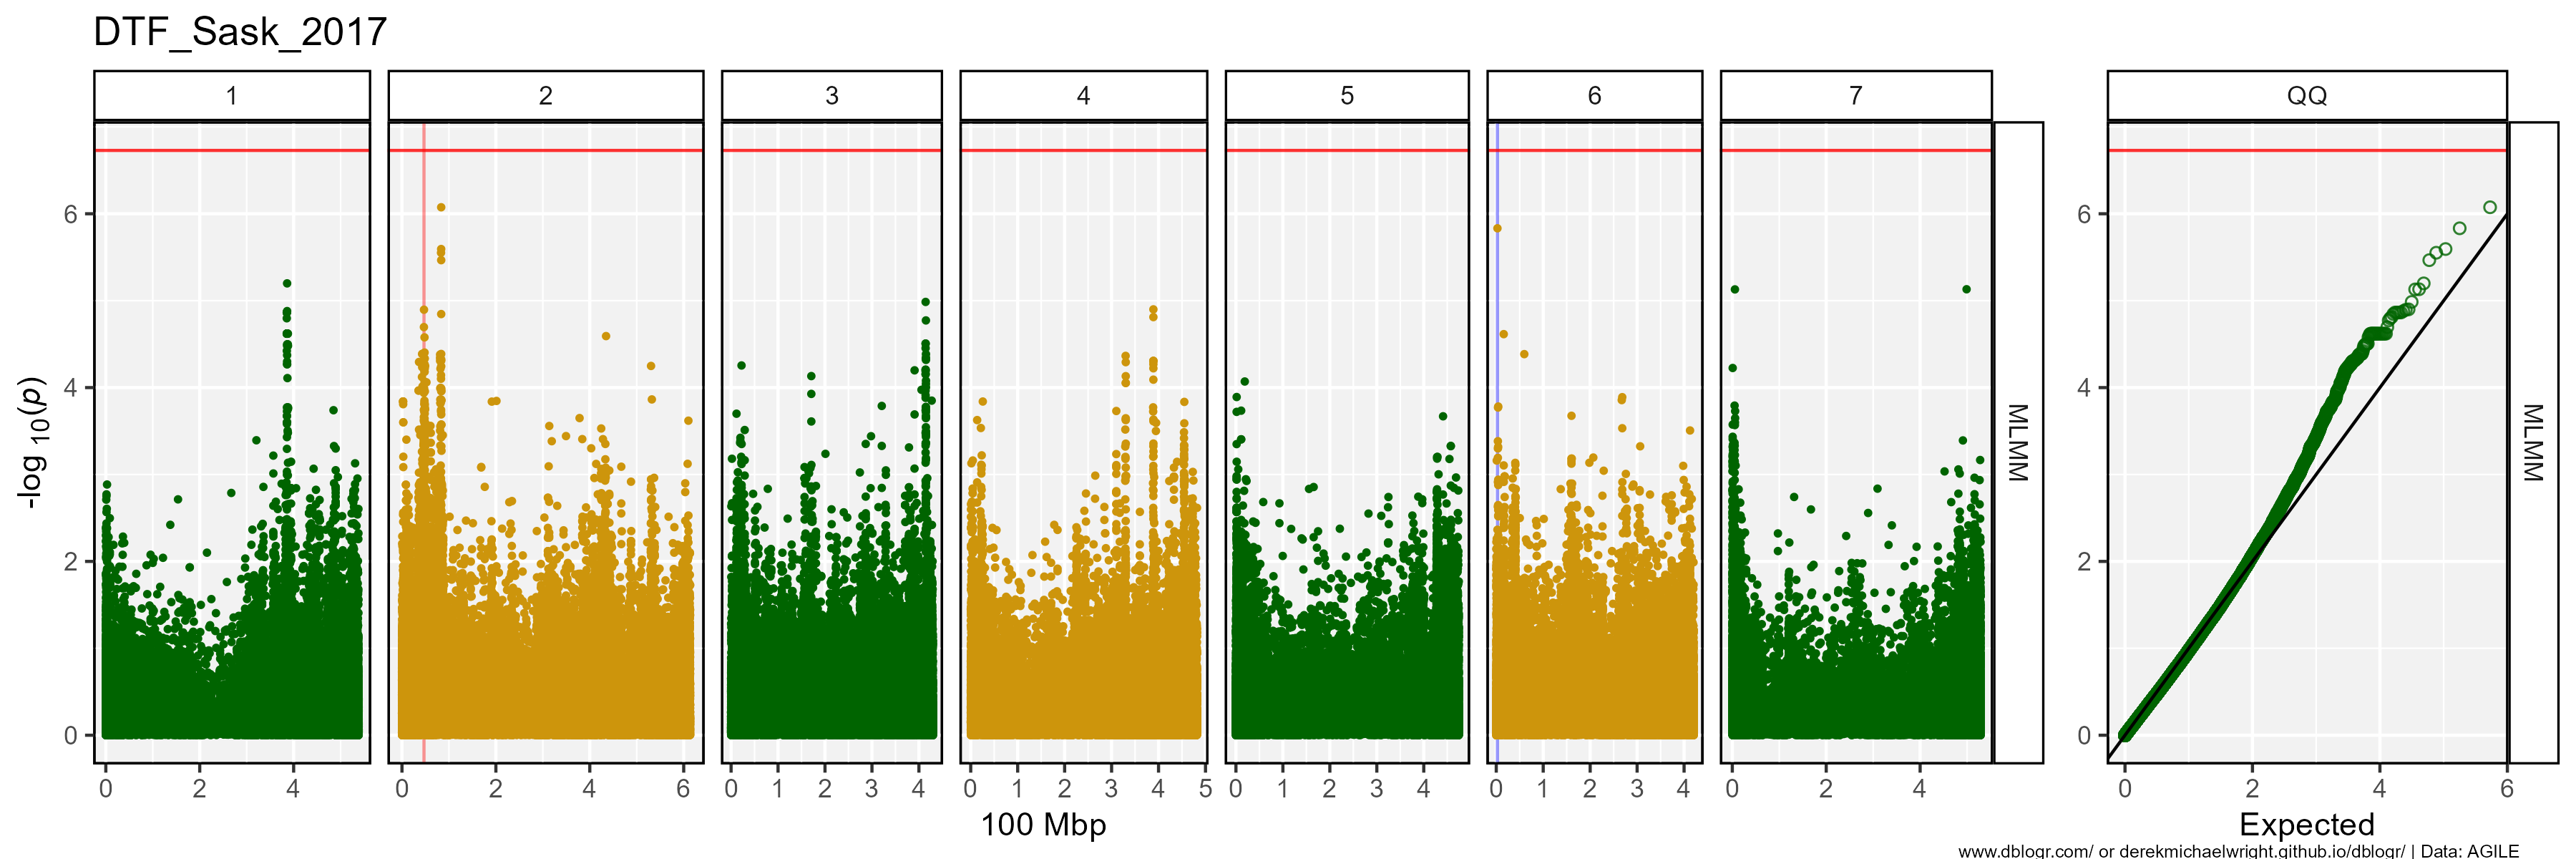 DTF_Sask_2017
1 2 3 4 5 6 7 QQ
-log 10(p)
6
4
2
0
MLMM
6
4
2
0
MLMM
0 2 4 0 2 4 6 0 1 2 3 4 0 1 2 3 4 5 0 1 2 3 4 0 1 2 3 4 0 2 4 0 2 4 6
100 Mbp
Expected
www.dblogr.com/ or derekmichaelwright.github.io/dblogr/ | Data: AGILE